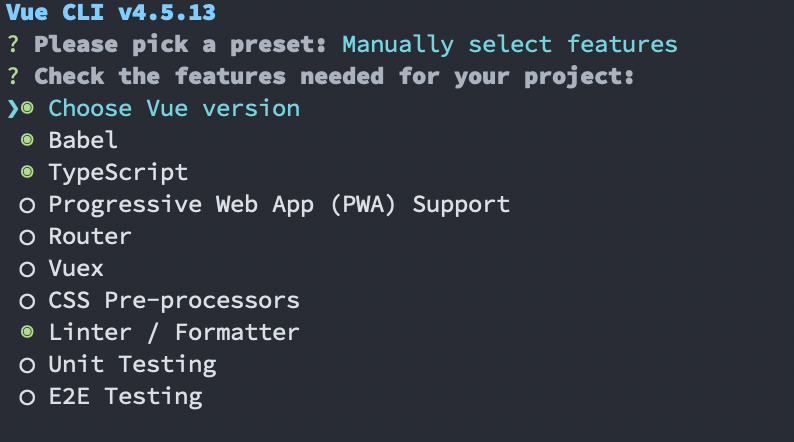 Vue CLI v4.5.13
? Please pick a preset: Manually select features
? Check the features needed for your project:
❯◉ Choose Vue version
◉ Babel
◉ TypeScript
◯ Progressive Web App (PWA) Support
◯ Router
◯ Vuex
◯ CSS Pre-processors
◉ Linter / Formatter
◯ Unit Testing
◯ E2E Testing